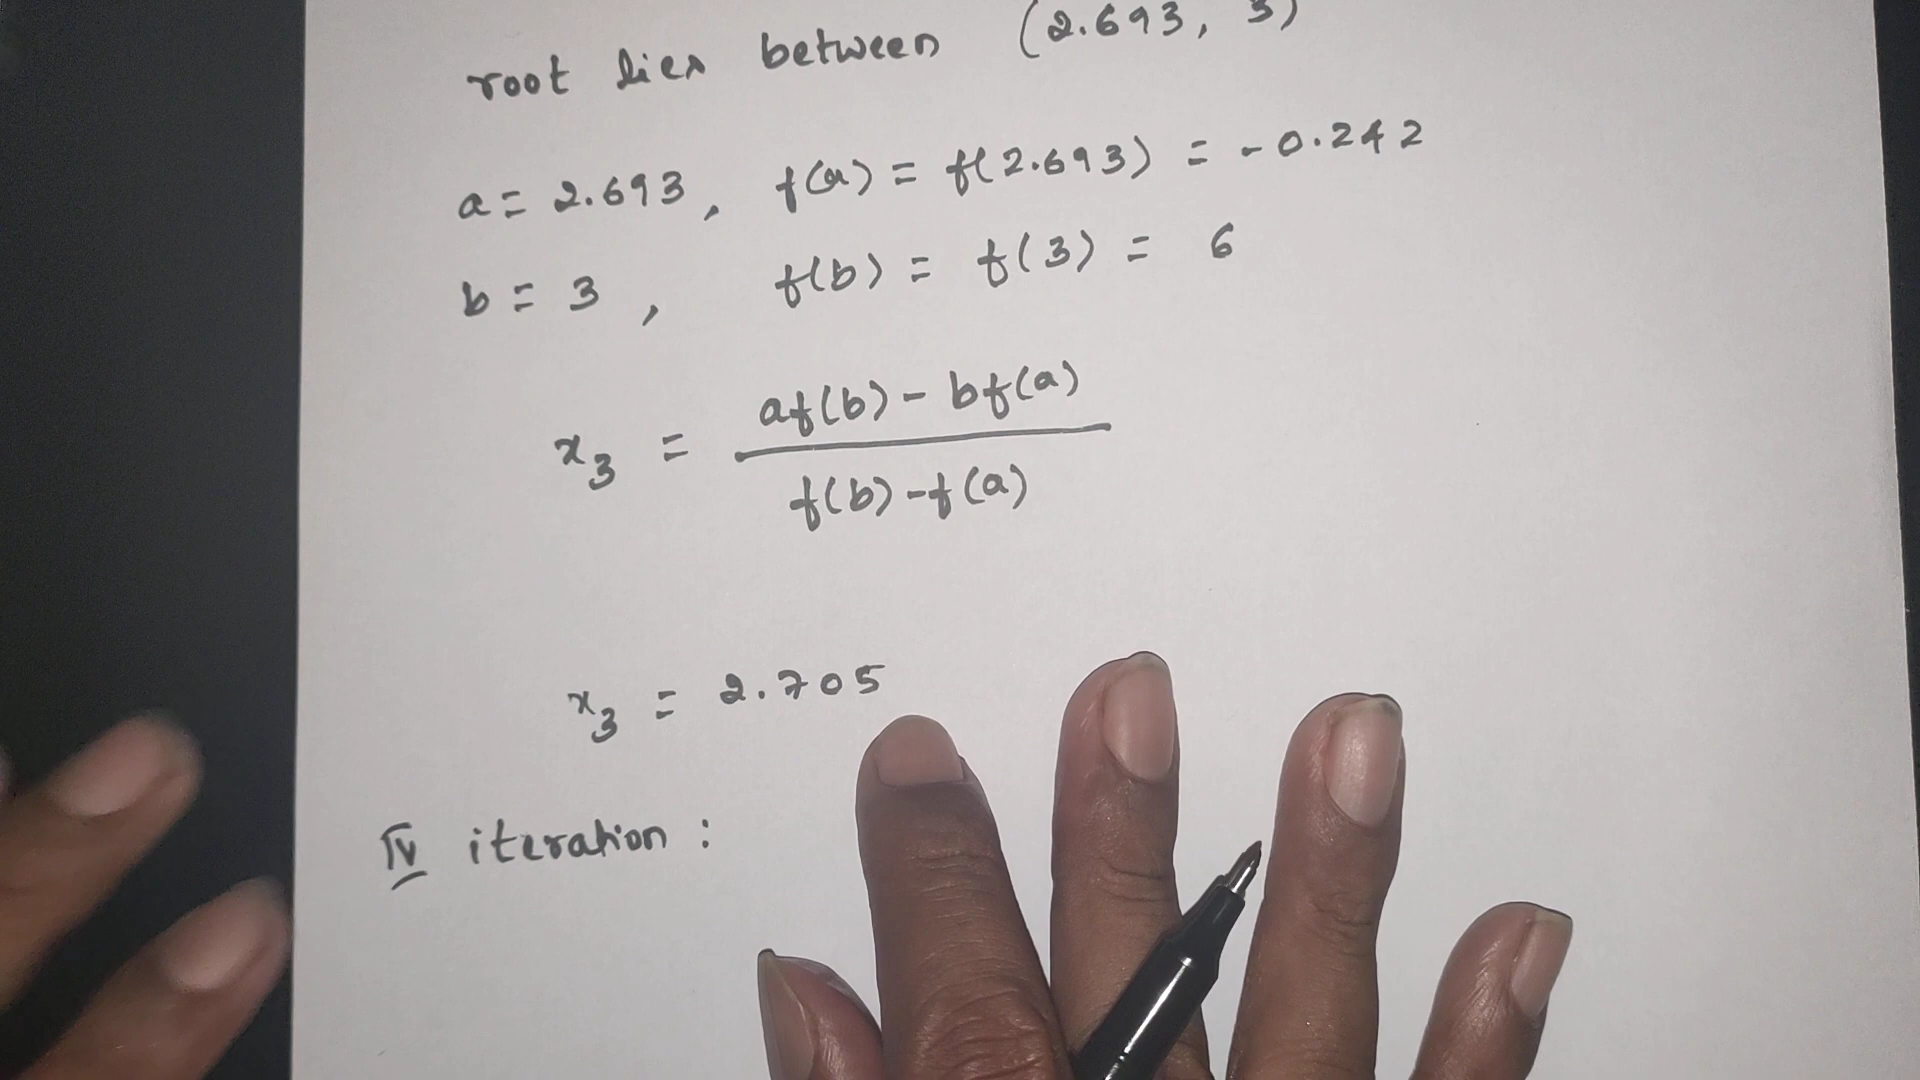 root lies between (2.693, 3)
a = 2.693, f(a) = f(2.693) = -0.242
b = 3, f(b) = f(3) = 6
x3 = af(b) - bf(a)
f(b) - f(a)
x3 = 2.705
IV iteration :